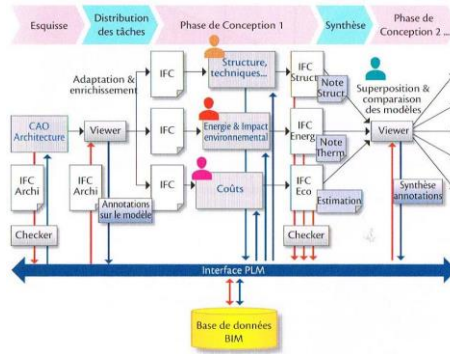 Esquisse
Distribution
des tâches
Phase de Conception 1
Synthèse
Phase de
Conception 2 ...
Adaptation &
enrichissement
IFC
Structure,
techniques...
IFC
Struct
Note
Struct.
Superposition &
comparaison
des modèles
CAO
Architecture
Viewer
IFC
Energie & Impact
environnemental
IFC
Energ
Note
Therm.
Viewer
IFC
Archi
IFC
Archi
Annotations
sur le modèle
IFC
Coûts
IFC
Eco
Estimation
Synthèse
annotations
Checker
Checker
Interface PLM
Base de données
BIM